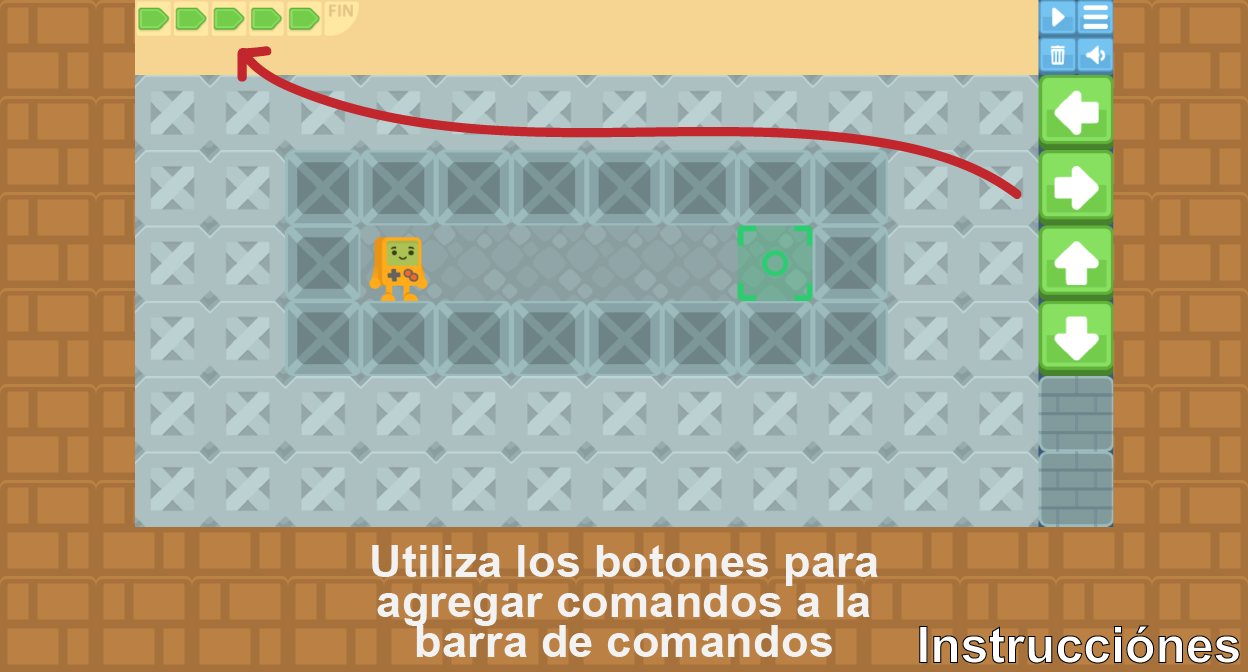 FIN
Utiliza los botones para
agregar comandos a la
barra de comandos
Instrucciónes